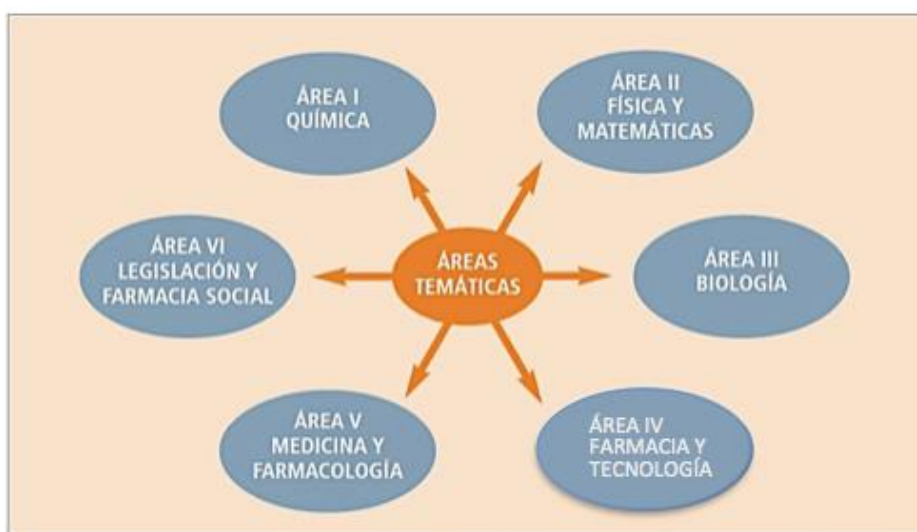 ÁREA I
QUÍMICA
ÁREA II
FÍSICA Y
MATEMÁTICAS
ÁREA VI
LEGISLACIÓN Y
FARMACIA SOCIAL
ÁREAS
TEMÁTICAS
ÁREA III
BIOLOGÍA
ÁREA V
MEDICINA Y
FARMACOLOGÍA
ÁREA IV
FARMACIA Y
TECNOLOGÍA